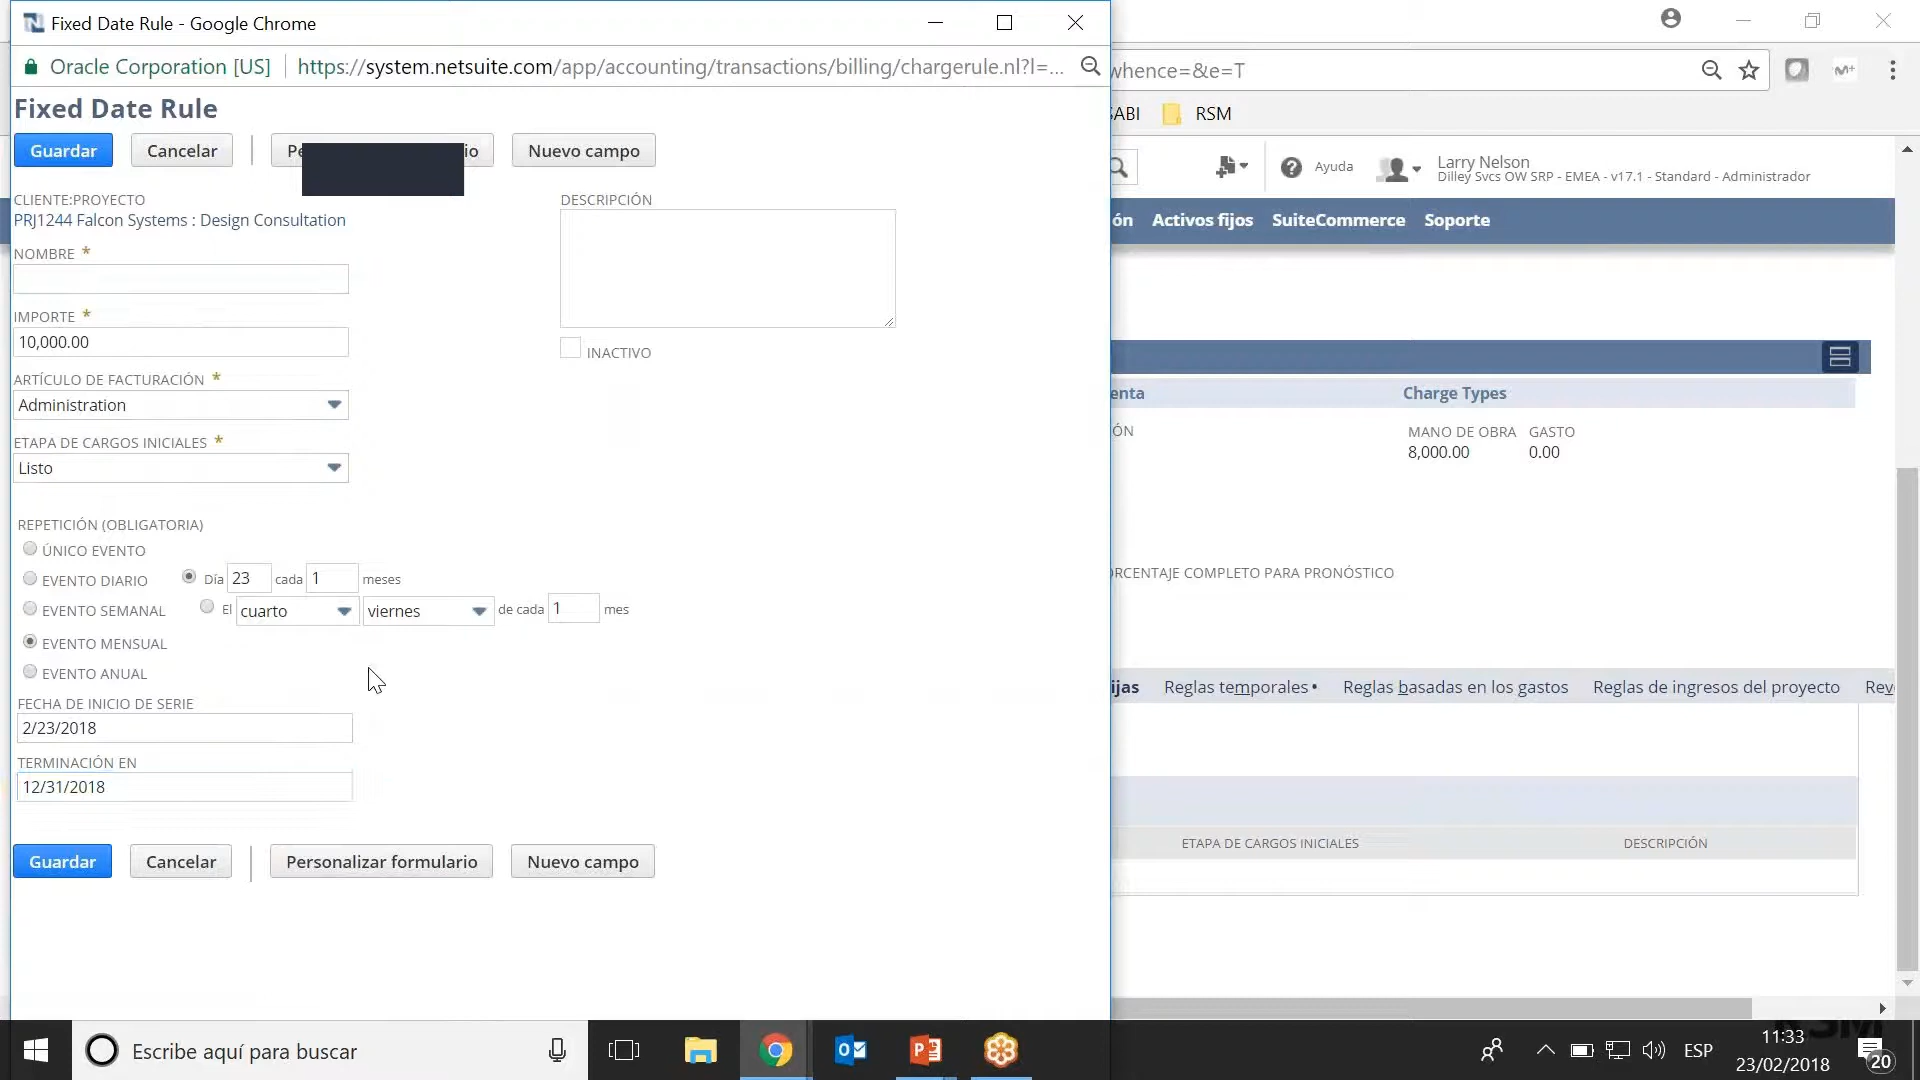 Fixed Date Rule - Google Chrome
Oracle Corporation [US] https://system.netsuite.com/app/accounting/transactions/billing/chargerule.nl?l=...
Fixed Date Rule
Guardar Cancelar Pe io Nuevo campo
CLIENTE:PROYECTO
PRJ1244 Falcon Systems : Design Consultation
NOMBRE *
IMPORTE *
10,000.00
ARTÍCULO DE FACTURACIÓN *
Administration
ETAPA DE CARGOS INICIALES *
Listo
DESCRIPCIÓN
INACTIVO
REPETICIÓN (OBLIGATORIA)
ÚNICO EVENTO
EVENTO DIARIO
EVENTO SEMANAL
EVENTO MENSUAL
EVENTO ANUAL
Día 23 cada 1 meses
El cuarto viernes de cada 1 mes
FECHA DE INICIO DE SERIE
2/23/2018
TERMINACIÓN EN
12/31/2018
Guardar Cancelar Personalizar formulario Nuevo campo
whence=&e=T
SABI RSM
Ayuda
Larry Nelson
Dilley Svcs OW SRP - EMEA - v17.1 - Standard - Administrador
ón Activos fijos SuiteCommerce Soporte
enta Charge Types
ÓN
MANO DE OBRA GASTO
8,000.00 0.00
ORCENTAJE COMPLETO PARA PRONÓSTICO
ijas Reglas temporales • Reglas basadas en los gastos Reglas de ingresos del proyecto Rev
ETAPA DE CARGOS INICIALES DESCRIPCIÓN
RSM
Escribe aquí para buscar
ESP
11:33
23/02/2018
20